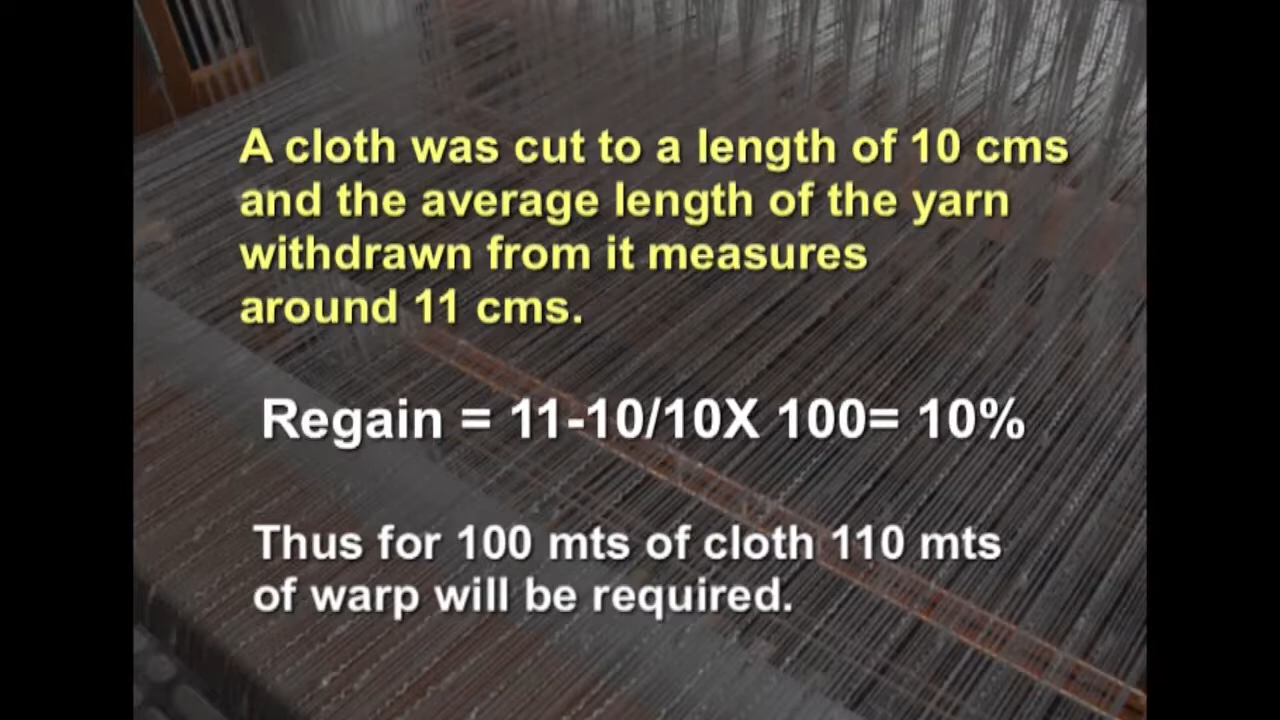 A cloth was cut to a length of 10 cms
and the average length of the yarn
withdrawn from it measures
around 11 cms.
Regain = 11-10/10X 100= 10%
Thus for 100 mts of cloth 110 mts
of warp will be required.